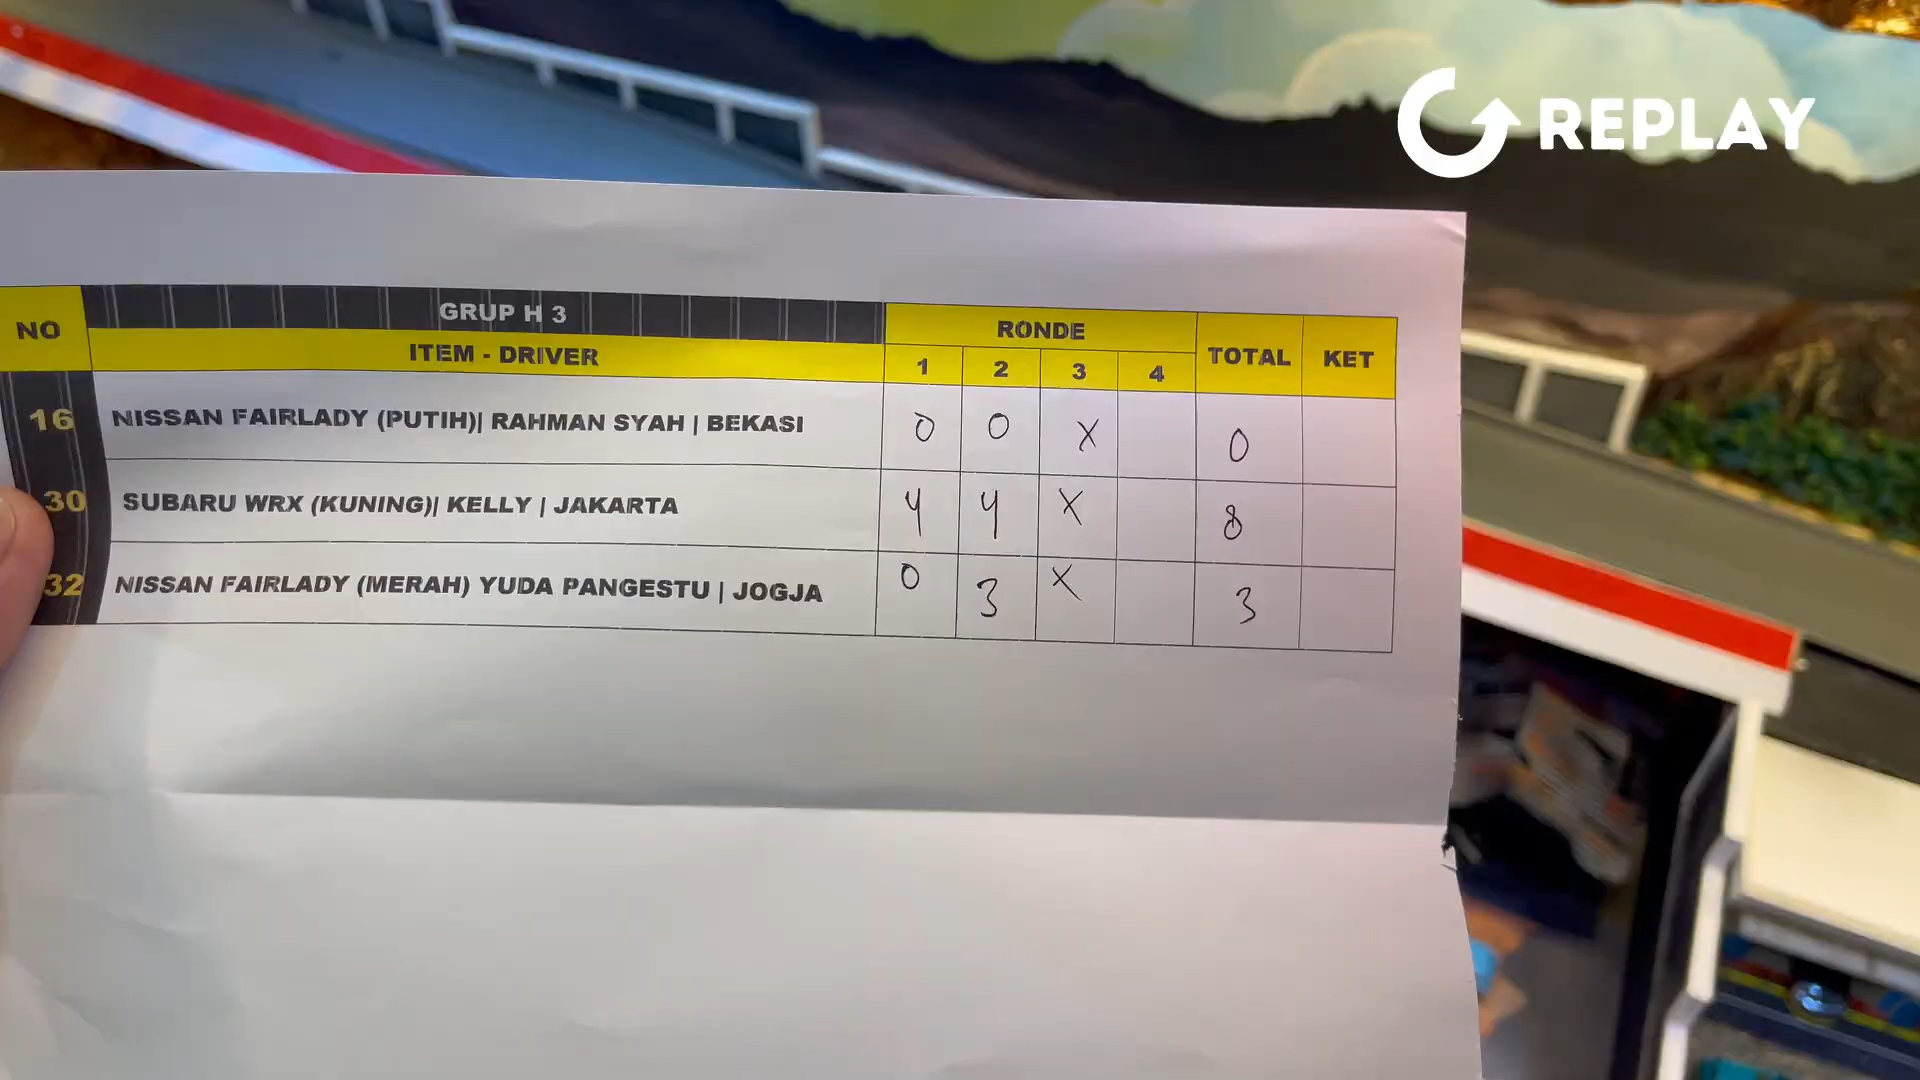 REPLAY
NO GRUP H 3 RONDE TOTAL KET
ITEM - DRIVER 1 2 3 4
16 NISSAN FAIRLADY (PUTIH)| RAHMAN SYAH | BEKASI 0 0 X 0
30 SUBARU WRX (KUNING)| KELLY | JAKARTA 4 4 X 8
32 NISSAN FAIRLADY (MERAH) YUDA PANGESTU | JOGJA 0 3 X 3